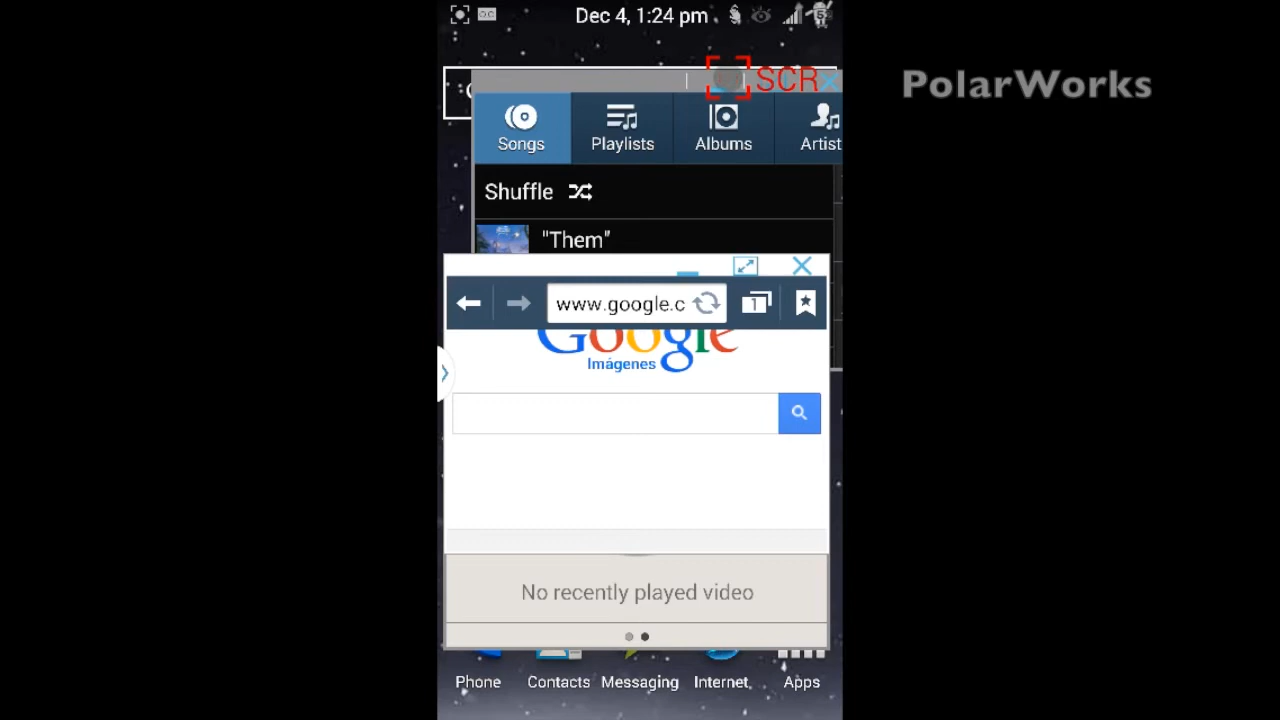 Dec 4, 1:24 pm
PolarWorks
SCR
Songs
Playlists
Albums
Artist
Shuffle
"Them"
www.google.c
1
Google
Imágenes
No recently played video
Phone
Contacts
Messaging
Internet
Apps